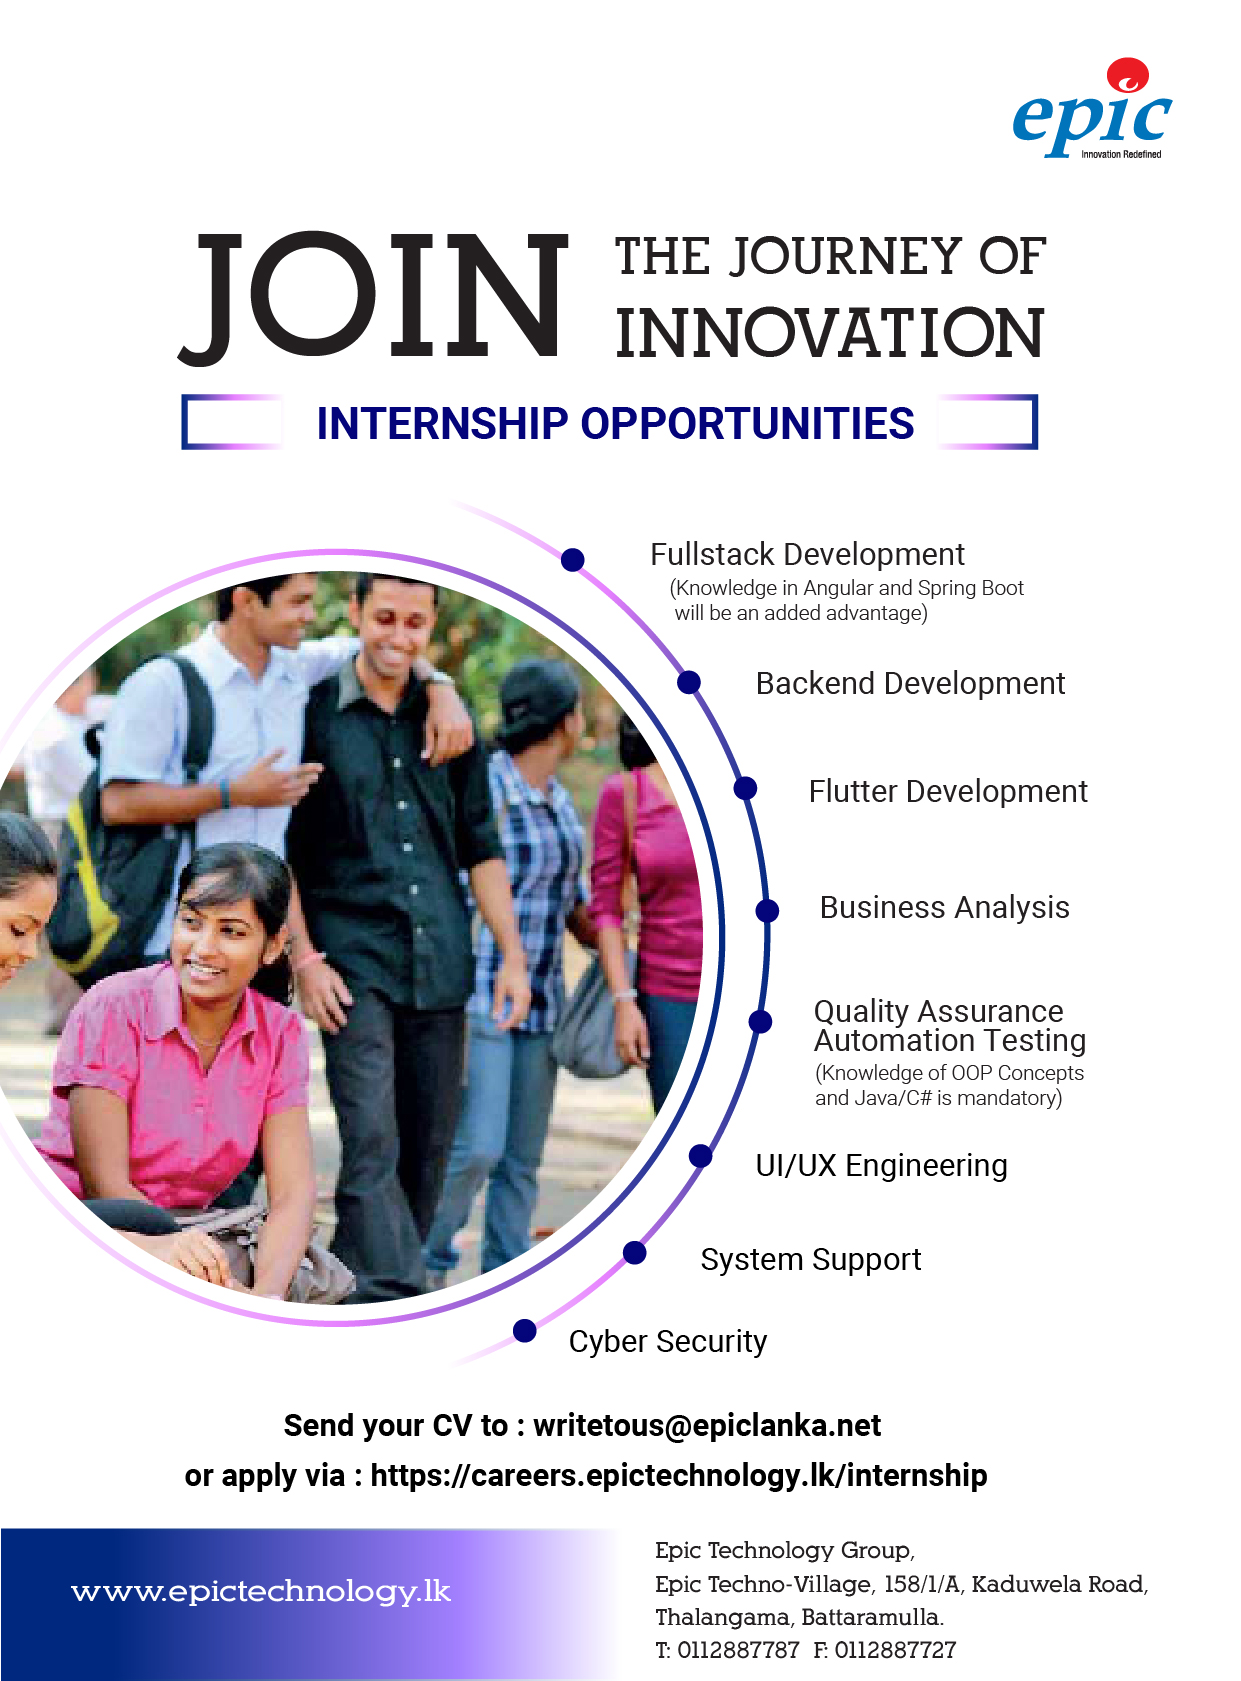 epic
Innovation Redefined
JOIN
THE JOURNEY OF
INNOVATION
INTERNSHIP OPPORTUNITIES
Fullstack Development
(Knowledge in Angular and Spring Boot
will be an added advantage)
Backend Development
Flutter Development
Business Analysis
Quality Assurance
Automation Testing
(Knowledge of OOP Concepts
and Java/C# is mandatory)
UI/UX Engineering
System Support
Cyber Security
Send your CV to : writetous@epiclanka.net
or apply via : https://careers.epictechnology.lk/internship
www.epictechnology.lk
Epic Technology Group,
Epic Techno-Village, 158/1/A, Kaduwela Road,
Thalangama, Battaramulla.
T: 0112887787 F: 0112887727